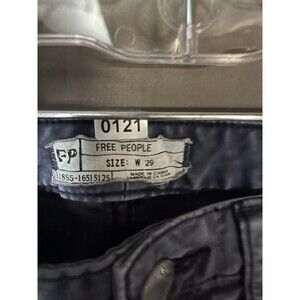 0121
FP
FREE PEOPLE
SIZE: W 29
MADE IN CHINA